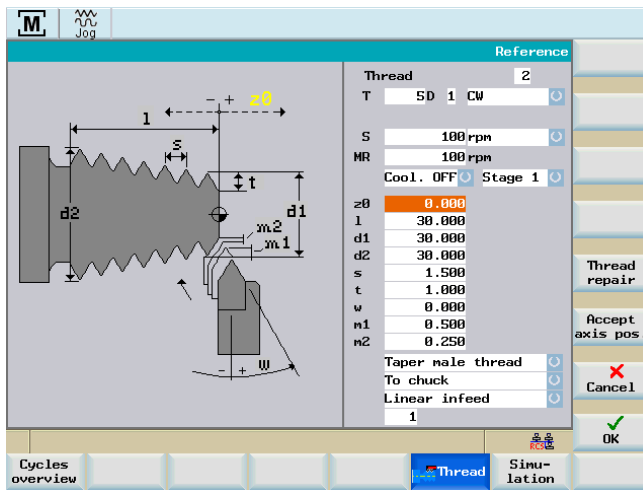 M
Jog
Reference
Thread 2
T 5 D 1 CW
S 100 rpm
MR 100 rpm
Cool. OFF Stage 1
z0 0.000
l 30.000
d1 30.000
d2 30.000
s 1.500
t 1.000
w 0.000
m1 0.500
m2 0.250
Taper male thread
To chuck
Linear infeed
1
- + z0
l
s
t
d2
d1
m2
m1
- + w
Thread
repair
Accept
axis pos
Cancel
OK
RCS
Cycles
overview
Thread
Simu-
lation